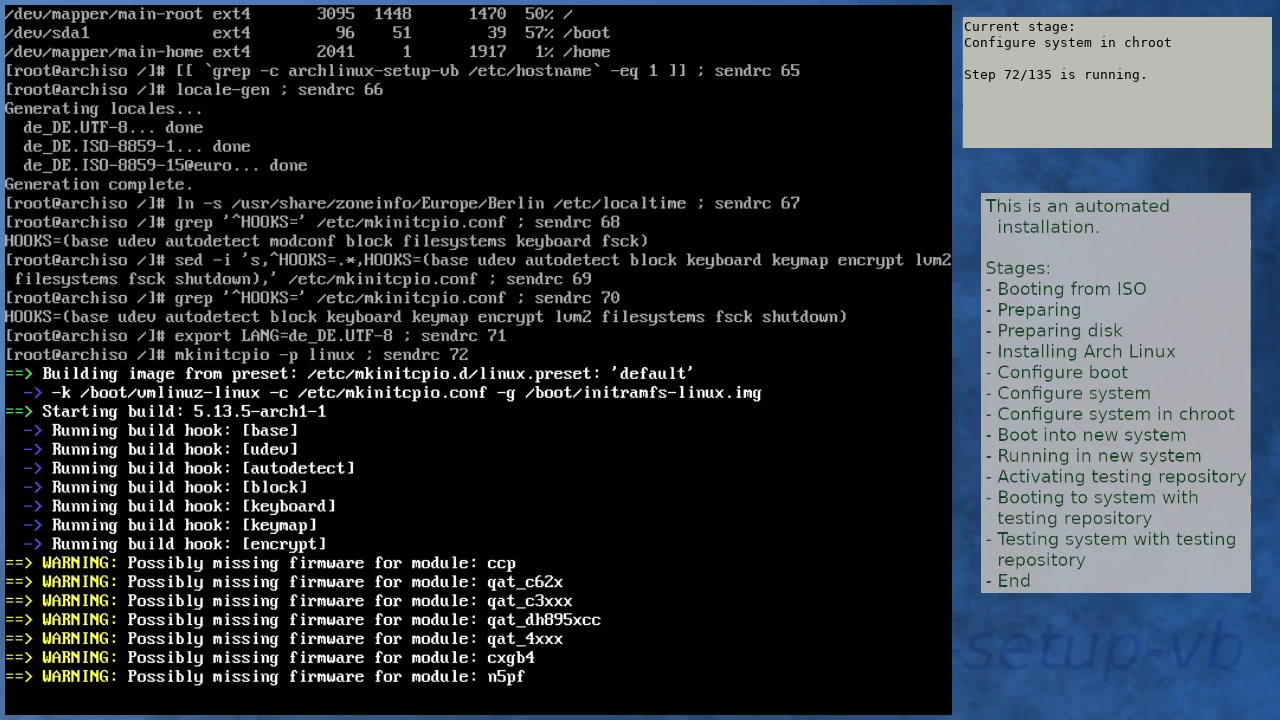 /dev/mapper/main-root ext4       3095  1448      1470  50% /
/dev/sda1             ext4         96    51        39  57% /boot
/dev/mapper/main-home ext4       2041     1      1917   1% /home
[root@archiso /]# [[ `grep -c archlinux-setup-vb /etc/hostname` -eq 1 ]] ; sendrc 65
[root@archiso /]# locale-gen ; sendrc 66
Generating locales...
  de_DE.UTF-8... done
  de_DE.ISO-8859-1... done
  de_DE.ISO-8859-15@euro... done
Generation complete.
[root@archiso /]# ln -s /usr/share/zoneinfo/Europe/Berlin /etc/localtime ; sendrc 67
[root@archiso /]# grep '^HOOKS=' /etc/mkinitcpio.conf ; sendrc 68
HOOKS=(base udev autodetect modconf block filesystems keyboard fsck)
[root@archiso /]# sed -i 's,^HOOKS=.*,HOOKS=(base udev autodetect block keyboard keymap encrypt lvm2
 filesystems fsck shutdown),' /etc/mkinitcpio.conf ; sendrc 69
[root@archiso /]# grep '^HOOKS=' /etc/mkinitcpio.conf ; sendrc 70
HOOKS=(base udev autodetect block keyboard keymap encrypt lvm2 filesystems fsck shutdown)
[root@archiso /]# export LANG=de_DE.UTF-8 ; sendrc 71
[root@archiso /]# mkinitcpio -p linux ; sendrc 72
==> Building image from preset: /etc/mkinitcpio.d/linux.preset: 'default'
  -> -k /boot/vmlinuz-linux -c /etc/mkinitcpio.conf -g /boot/initramfs-linux.img
==> Starting build: 5.13.5-arch1-1
  -> Running build hook: [base]
  -> Running build hook: [udev]
  -> Running build hook: [autodetect]
  -> Running build hook: [block]
  -> Running build hook: [keyboard]
  -> Running build hook: [keymap]
  -> Running build hook: [encrypt]
==> WARNING: Possibly missing firmware for module: ccp
==> WARNING: Possibly missing firmware for module: qat_c62x
==> WARNING: Possibly missing firmware for module: qat_c3xxx
==> WARNING: Possibly missing firmware for module: qat_dh895xcc
==> WARNING: Possibly missing firmware for module: qat_4xxx
==> WARNING: Possibly missing firmware for module: cxgb4
==> WARNING: Possibly missing firmware for module: n5pf
Current stage:
Configure system in chroot
Step 72/135 is running.
This is an automated
installation.
Stages:
- Booting from ISO
- Preparing
- Preparing disk
- Installing Arch Linux
- Configure boot
- Configure system
- Configure system in chroot
- Boot into new system
- Running in new system
- Activating testing repository
- Booting to system with
testing repository
- Testing system with testing
repository
- End
setup-vb